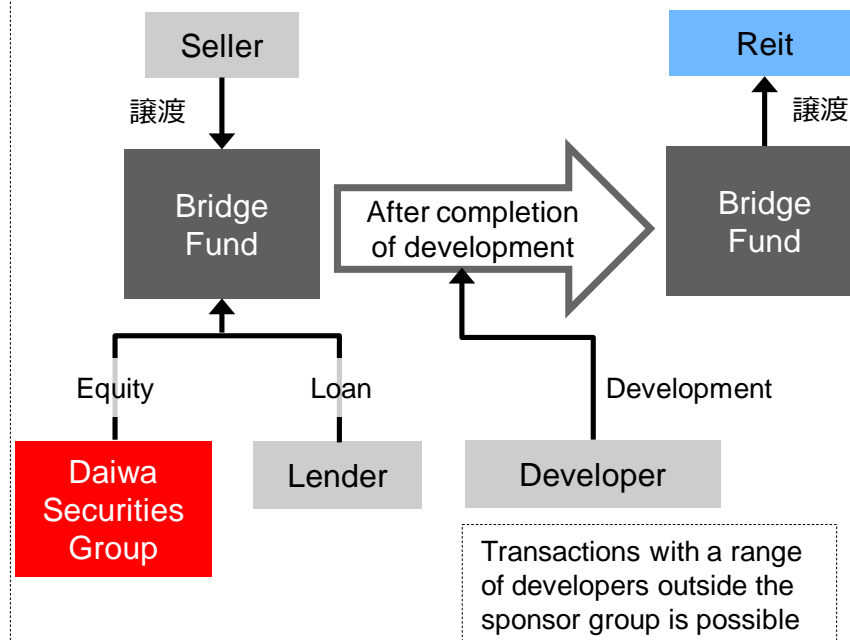 Seller
Reit
譲渡
譲渡
Bridge
Fund
After completion
of development
Bridge
Fund
Equity
Loan
Development
Daiwa
Securities
Group
Lender
Developer
Transactions with a range
of developers outside the
sponsor group is possible